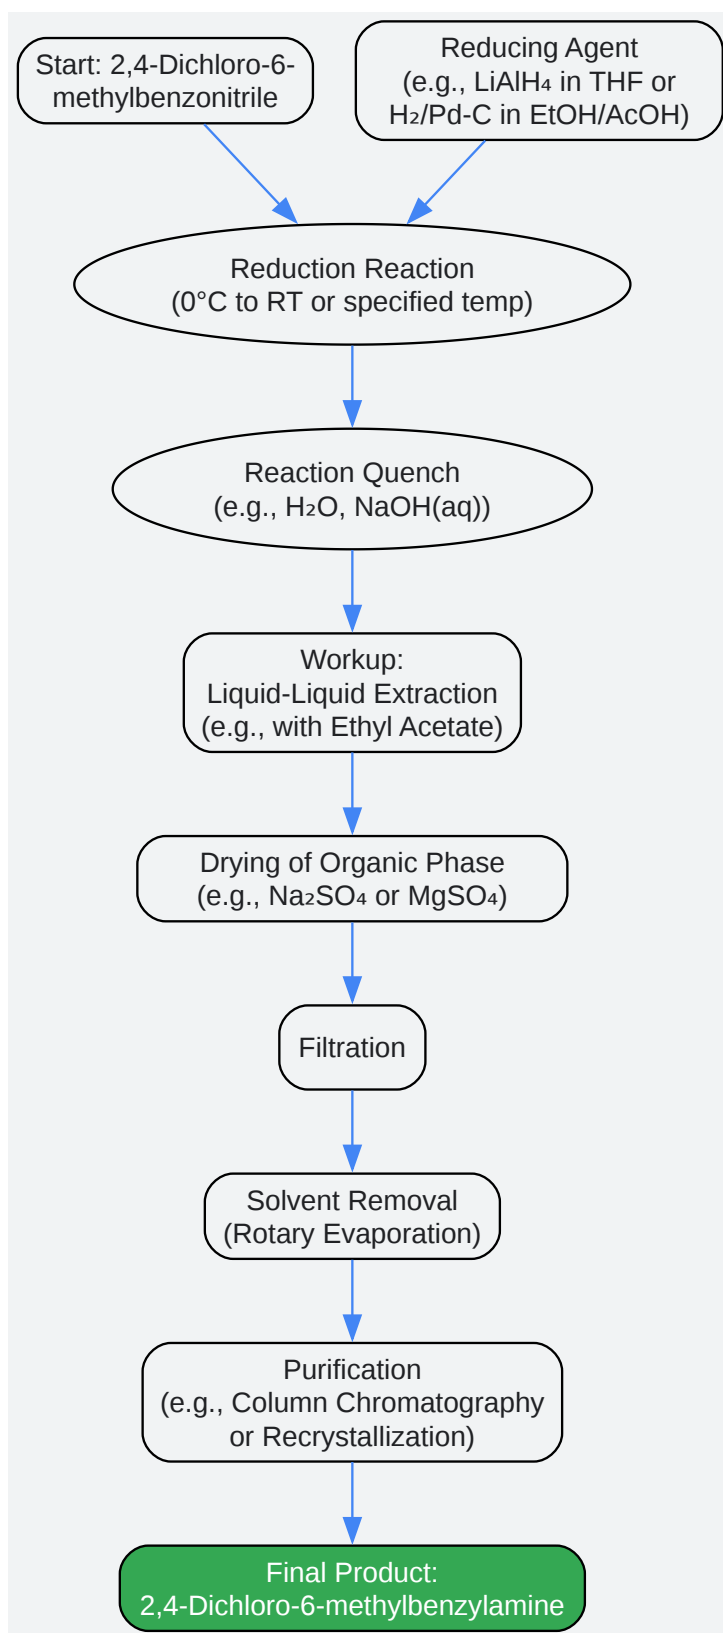 Start: 2,4-Dichloro-6-
methylbenzonitrile
Reducing Agent
(e.g., LiAlH₄ in THF or
H₂/Pd-C in EtOH/AcOH)
Reduction Reaction
(0°C to RT or specified temp)
Reaction Quench
(e.g., H₂O, NaOH(aq))
Workup:
Liquid-Liquid Extraction
(e.g., with Ethyl Acetate)
Drying of Organic Phase
(e.g., Na₂SO₄ or MgSO₄)
Filtration
Solvent Removal
(Rotary Evaporation)
Purification
(e.g., Column Chromatography
or Recrystallization)
Final Product:
2,4-Dichloro-6-methylbenzylamine